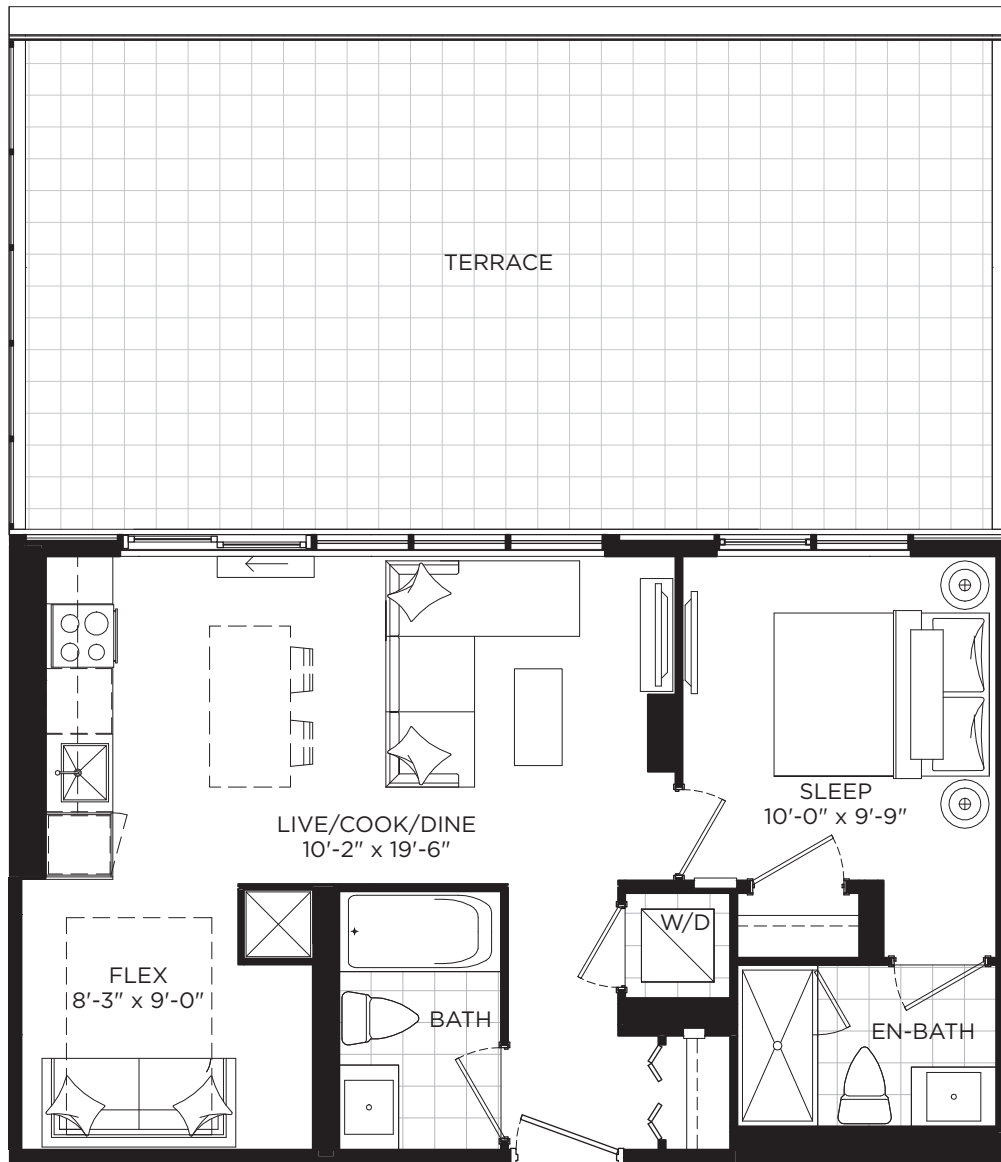 TERRACE
LIVE/COOK/DINE
10'-2" x 19'-6"
SLEEP
10'-0" x 9'-9"
W/D
FLEX
8'-3" x 9'-0"
BATH
EN-BATH